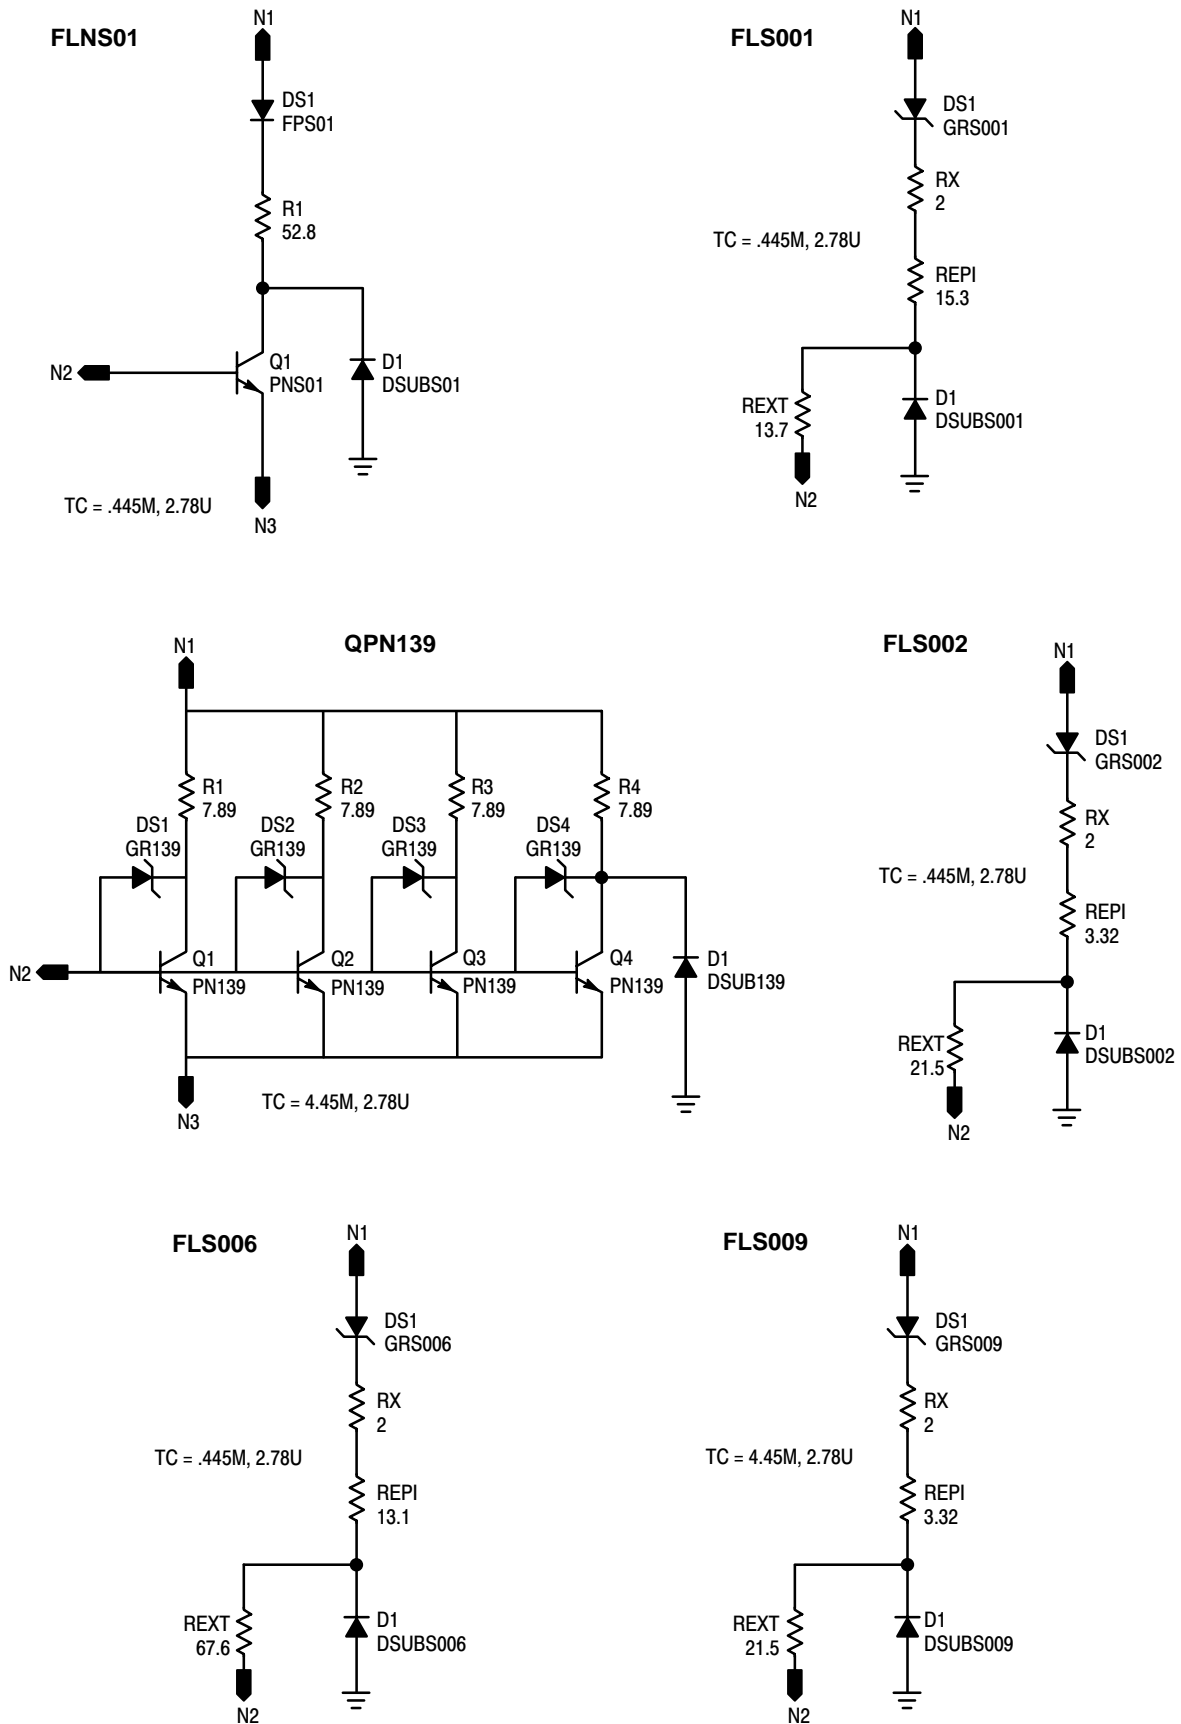 FLNS01
N1
DS1
FPS01
R1
52.8
N2
Q1
PNS01
D1
DSUBS01
TC = .445M, 2.78U
N3
FLS001
N1
DS1
GRS001
RX
2
TC = .445M, 2.78U
REPI
15.3
REXT
13.7
D1
DSUBS001
N2
QPN139
N1
R1
7.89
R2
7.89
R3
7.89
R4
7.89
DS1
GR139
DS2
GR139
DS3
GR139
DS4
GR139
N2
Q1
PN139
Q2
PN139
Q3
PN139
Q4
PN139
D1
DSUB139
N3
TC = 4.45M, 2.78U
FLS002
N1
DS1
GRS002
RX
2
TC = .445M, 2.78U
REPI
3.32
REXT
21.5
D1
DSUBS002
N2
FLS006
N1
DS1
GRS006
RX
2
TC = .445M, 2.78U
REPI
13.1
REXT
67.6
D1
DSUBS006
N2
FLS009
N1
DS1
GRS009
RX
2
TC = 4.45M, 2.78U
REPI
3.32
REXT
21.5
D1
DSUBS009
N2